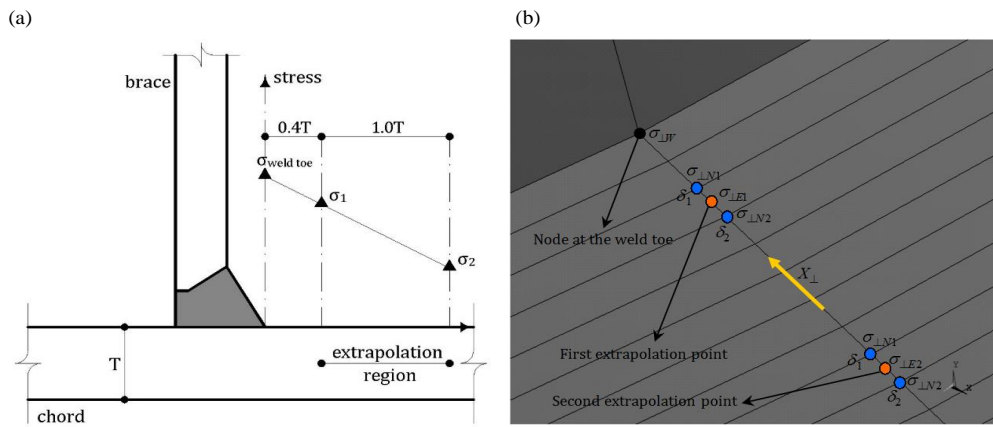 (a)
(b)
brace
stress
0.4T
1.0T
σweld toe
σ1
σ2
extrapolation
region
T
chord
σ⊥W
σ⊥N1
δ1
σ⊥E1
σ⊥N2
δ2
Node at the weld toe
X⊥
First extrapolation point
σ⊥N1
δ1
σ⊥E2
σ⊥N2
δ2
Second extrapolation point
Y
X